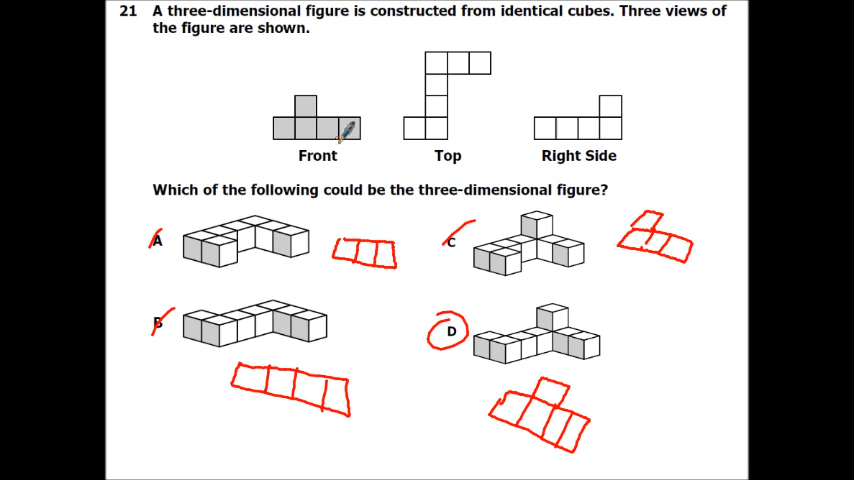 21 A three-dimensional figure is constructed from identical cubes. Three views of
the figure are shown.
Front Top Right Side
Which of the following could be the three-dimensional figure?
A
C
B
D